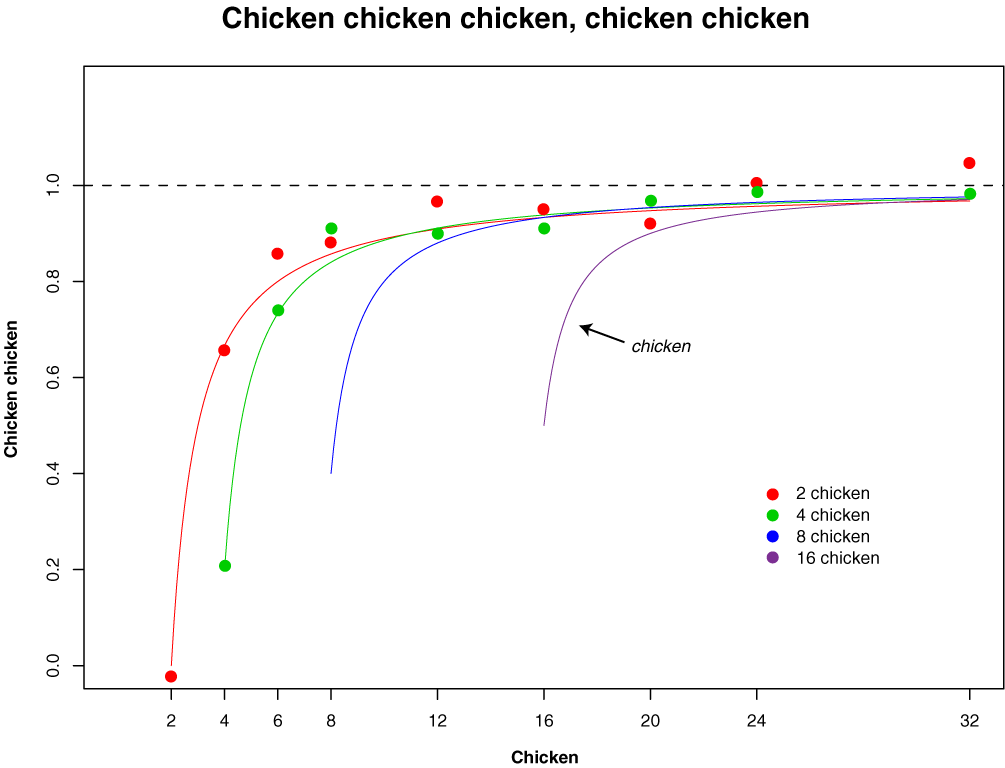 Chicken chicken chicken, chicken chicken
Chicken chicken
1.0
0.8
0.6
0.4
0.2
0.0
chicken
2 chicken
4 chicken
8 chicken
16 chicken
2 4 6 8 12 16 20 24 32
Chicken